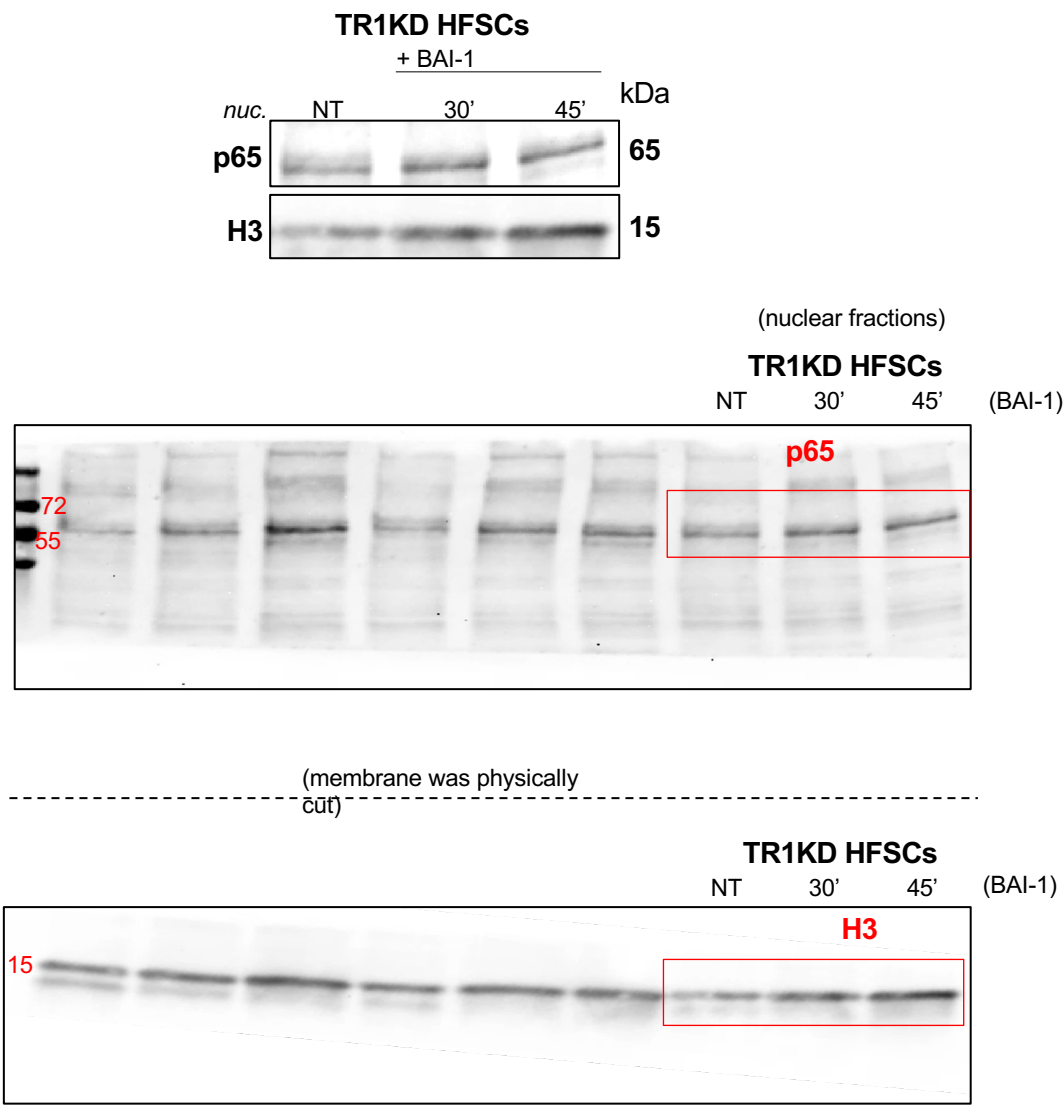 TR1KD HFSCs
+ BAI-1
kDa
nuc. NT 30' 45'
p65 65
H3 15
(nuclear fractions)
TR1KD HFSCs
NT 30' 45' (BAI-1)
p65
72
55
(membrane was physically
cut)
TR1KD HFSCs
NT 30' 45' (BAI-1)
H3
15